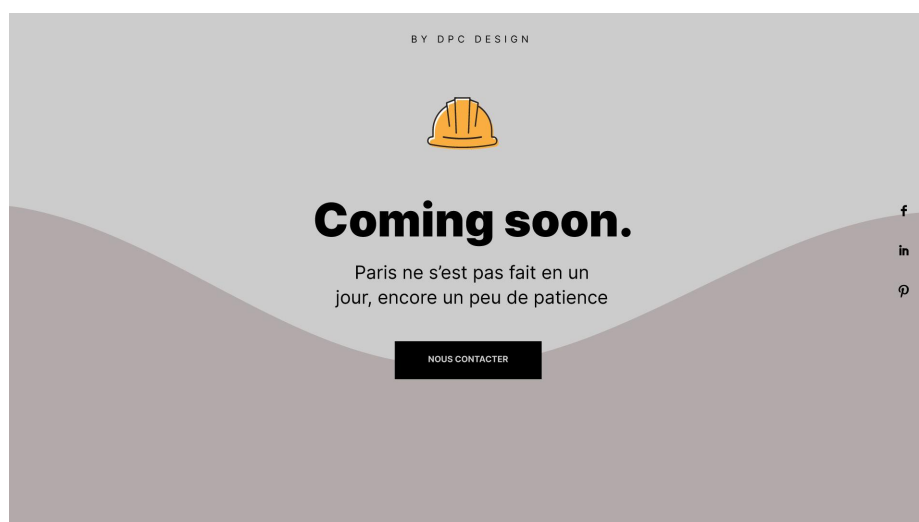 BY DPC DESIGN
Coming soon.
Paris ne s’est pas fait en un
jour, encore un peu de patience
NOUS CONTACTER